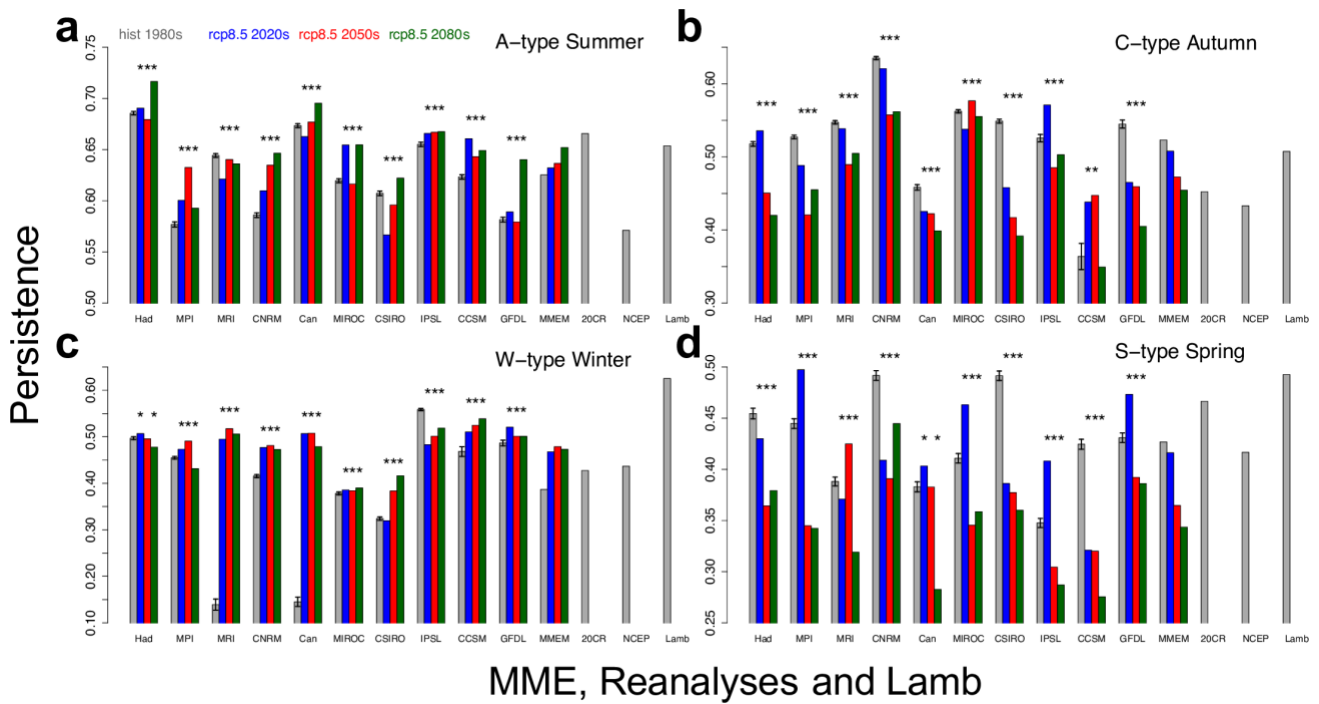 a
hist 1980s rcp8.5 2020s rcp8.5 2050s rcp8.5 2080s
A-type Summer
0.75
0.70
0.65
0.60
0.55
0.50
*** *** *** *** *** *** *** *** *** ***
Had MPI MRI CNRM Can MIROC CSIRO IPSL CCSM GFDL MMEM 20CR NCEP Lamb
b
C-type Autumn
0.60
0.50
0.40
0.30
*** *** *** *** *** *** *** *** ** ***
Had MPI MRI CNRM Can MIROC CSIRO IPSL CCSM GFDL MMEM 20CR NCEP Lamb
c
W-type Winter
0.60
0.50
0.40
0.30
0.20
0.10
* * *** *** *** *** *** *** *** *** ***
Had MPI MRI CNRM Can MIROC CSIRO IPSL CCSM GFDL MMEM 20CR NCEP Lamb
d
S-type Spring
0.50
0.45
0.40
0.35
0.30
0.25
*** *** *** *** * * *** *** *** *** ***
Had MPI MRI CNRM Can MIROC CSIRO IPSL CCSM GFDL MMEM 20CR NCEP Lamb
Persistence
MME, Reanalyses and Lamb